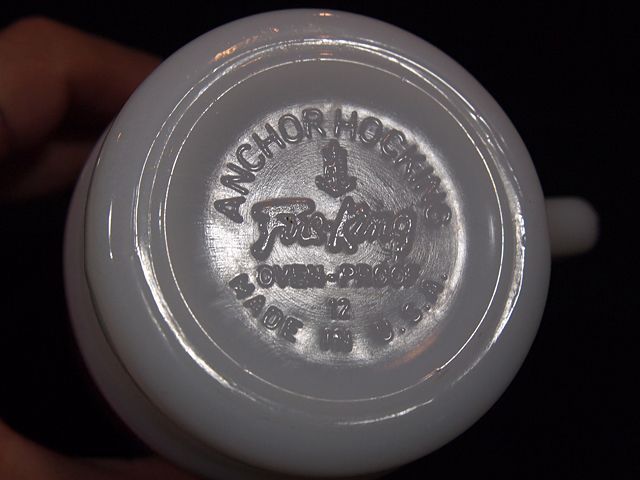 ANCHOR HOCKING
Fire-King
OVEN-PROOF
12
MADE IN U.S.A.